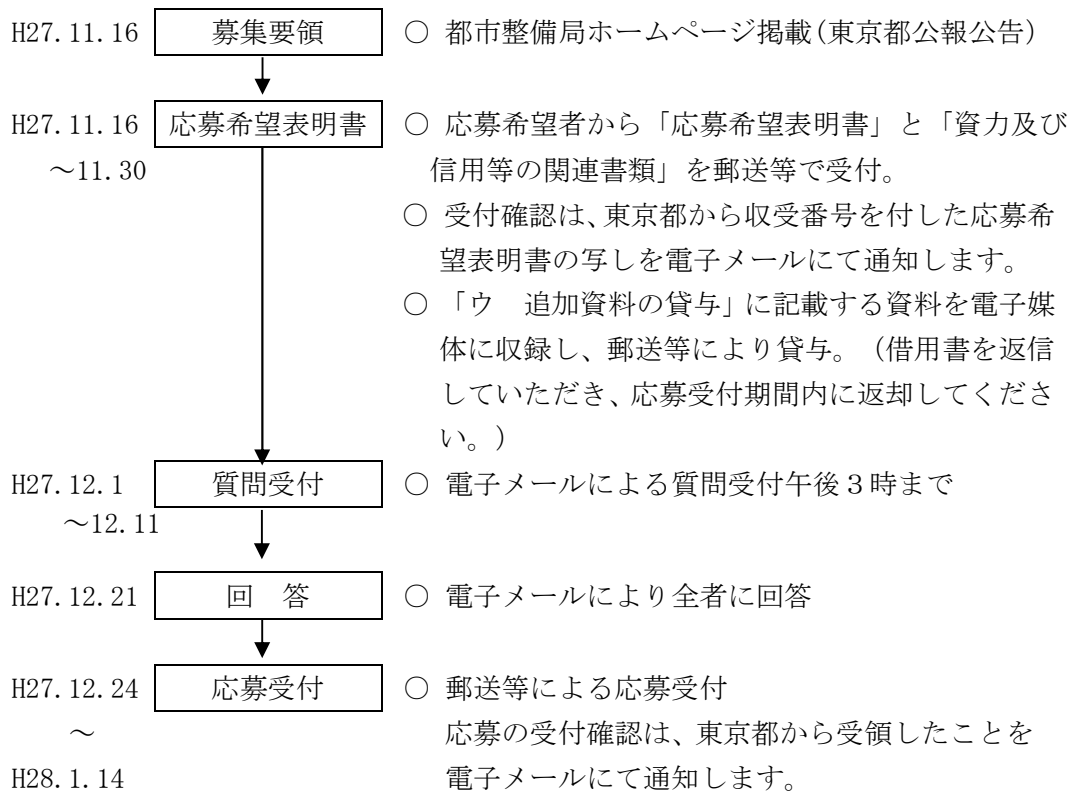 H27.11.16 募集要領 ○ 都市整備局ホームページ掲載(東京都公報公告)
H27.11.16 応募希望表明書 ○ 応募希望者から「応募希望表明書」と「資力及び
～11.30 信用等の関連書類」を郵送等で受付。
○ 受付確認は、東京都から収受番号を付した応募希
望表明書の写しを電子メールにて通知します。
○ 「ウ　追加資料の貸与」に記載する資料を電子媒
体に収録し、郵送等により貸与。（借用書を返信
していただき、応募受付期間内に返却してくださ
い。）
H27.12.1 質問受付 ○ 電子メールによる質問受付午後３時まで
～12.11
H27.12.21 回　答 ○ 電子メールにより全者に回答
H27.12.24 応募受付 ○ 郵送等による応募受付
～ 応募の受付確認は、東京都から受領したことを
H28.1.14 電子メールにて通知します。